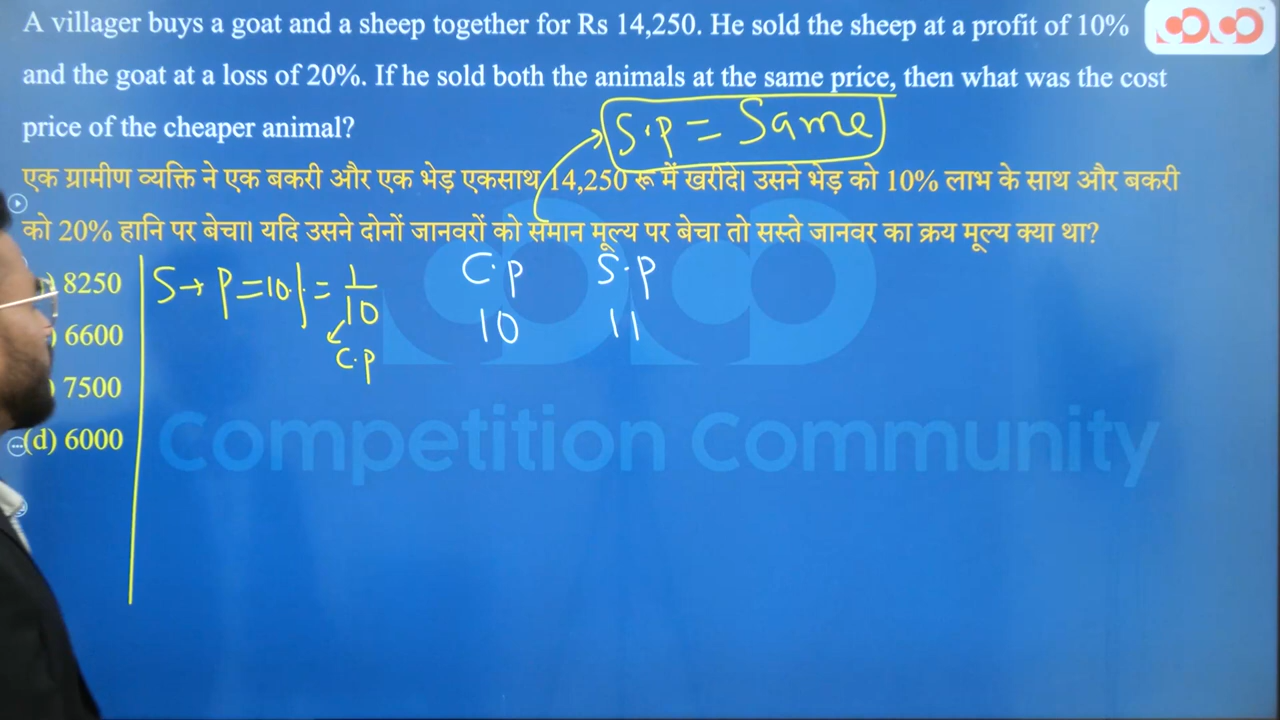 A villager buys a goat and a sheep together for Rs 14,250. He sold the sheep at a profit of 10%
and the goat at a loss of 20%. If he sold both the animals at the same price, then what was the cost
price of the cheaper animal?
S.P = Same
एक ग्रामीण व्यक्ति ने एक बकरी और एक भेड़ एकसाथ 14,250 रू में खरीदे। उसने भेड़ को 10% लाभ के साथ और बकरी
को 20% हानि पर बेचा। यदि उसने दोनों जानवरों को समान मूल्य पर बेचा तो सस्ते जानवर का क्रय मूल्य क्या था?
8250
6600
7500
(d) 6000
S → P = 10% = 1/10
C.P
C.P S.P
10 11
Competition Community